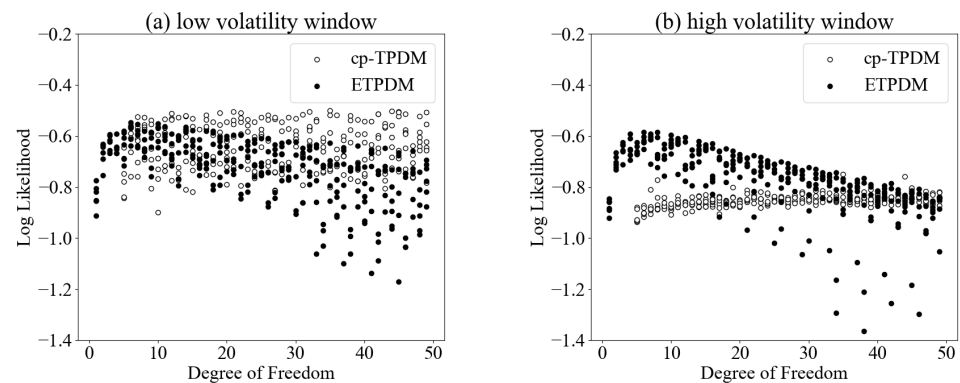 (a) low volatility window
−0.2
−0.4
−0.6
−0.8
−1.0
−1.2
−1.4
Log Likelihood
cp-TPDM
ETPDM
0 10 20 30 40 50
Degree of Freedom
(b) high volatility window
−0.2
−0.4
−0.6
−0.8
−1.0
−1.2
−1.4
Log Likelihood
cp-TPDM
ETPDM
0 10 20 30 40 50
Degree of Freedom